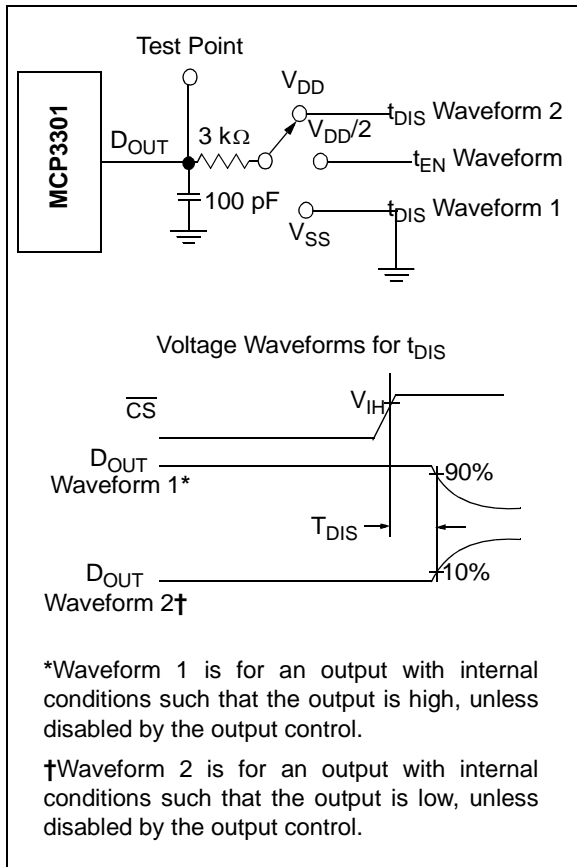 Test Point
V_DD
MCP3301
D_OUT
3 kΩ
t_DIS Waveform 2
V_DD/2
t_EN Waveform
100 pF
t_DIS Waveform 1
V_SS
Voltage Waveforms for t_DIS
CS
V_IH
D_OUT
Waveform 1*
90%
T_DIS
D_OUT
Waveform 2†
10%
*Waveform 1 is for an output with internal
conditions such that the output is high, unless
disabled by the output control.
†Waveform 2 is for an output with internal
conditions such that the output is low, unless
disabled by the output control.